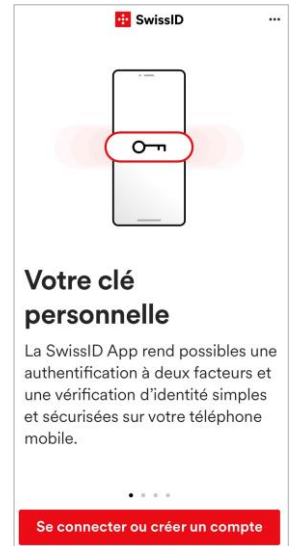 SwissID
Votre clé
personnelle
La SwissID App rend possibles une
authentification à deux facteurs et
une vérification d'identité simples
et sécurisées sur votre téléphone
mobile.
Se connecter ou créer un compte